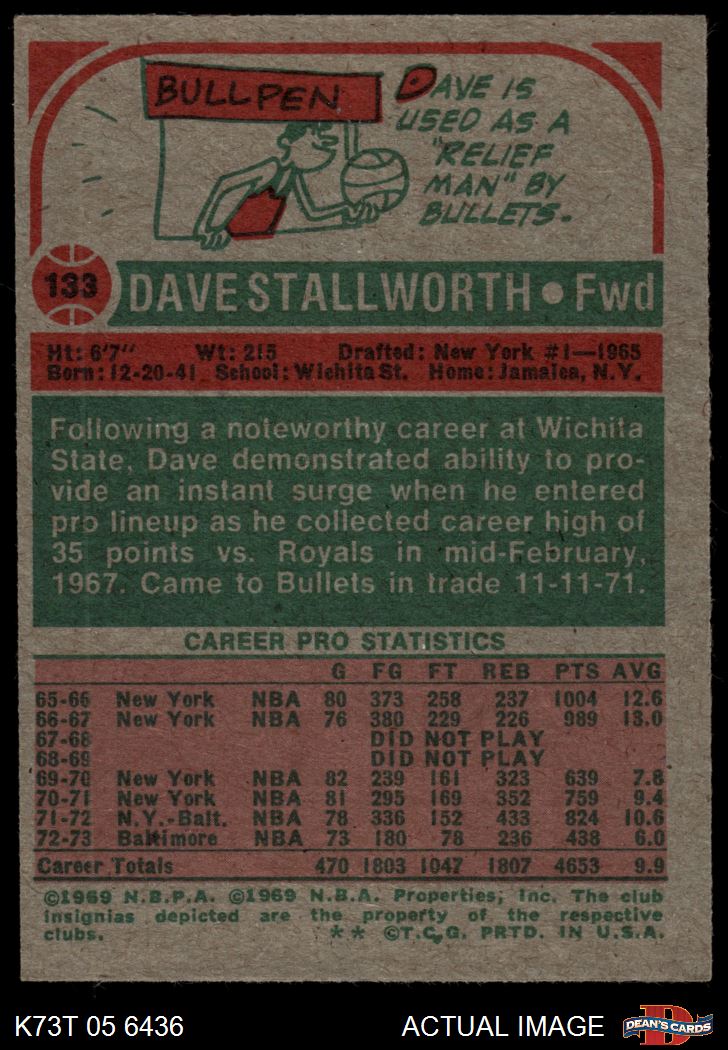 BULLPEN
DAVE IS
USED AS A
"RELIEF
MAN" BY
BULLETS.
133
DAVE STALLWORTH • Fwd
Ht: 6'7" Wt: 215 Drafted: New York #1—1965
Born: 12-20-41 School: Wichita St. Home: Jamaica, N.Y.
Following a noteworthy career at Wichita
State, Dave demonstrated ability to pro-
vide an instant surge when he entered
pro lineup as he collected career high of
35 points vs. Royals in mid-February,
1967. Came to Bullets in trade 11-11-71.
CAREER PRO STATISTICS
G FG FT REB PTS AVG
65-66 New York NBA 80 373 258 237 1004 12.6
66-67 New York NBA 76 380 229 226 989 13.0
67-68 DID NOT PLAY
68-69 DID NOT PLAY
69-70 New York NBA 82 239 161 323 639 7.8
70-71 New York NBA 81 295 169 352 759 9.4
71-72 N.Y.-Balt. NBA 78 336 152 433 824 10.6
72-73 Baltimore NBA 73 180 78 236 438 6.0
Career Totals 470 1803 1047 1807 4653 9.9
©1969 N.B.P.A. ©1969 N.B.A. Properties, Inc. The club
insignias depicted are the property of the respective
clubs. ** ©T.C.G. PRTD. IN U.S.A.
K73T 05 6436 ACTUAL IMAGE DEAN'S CARDS